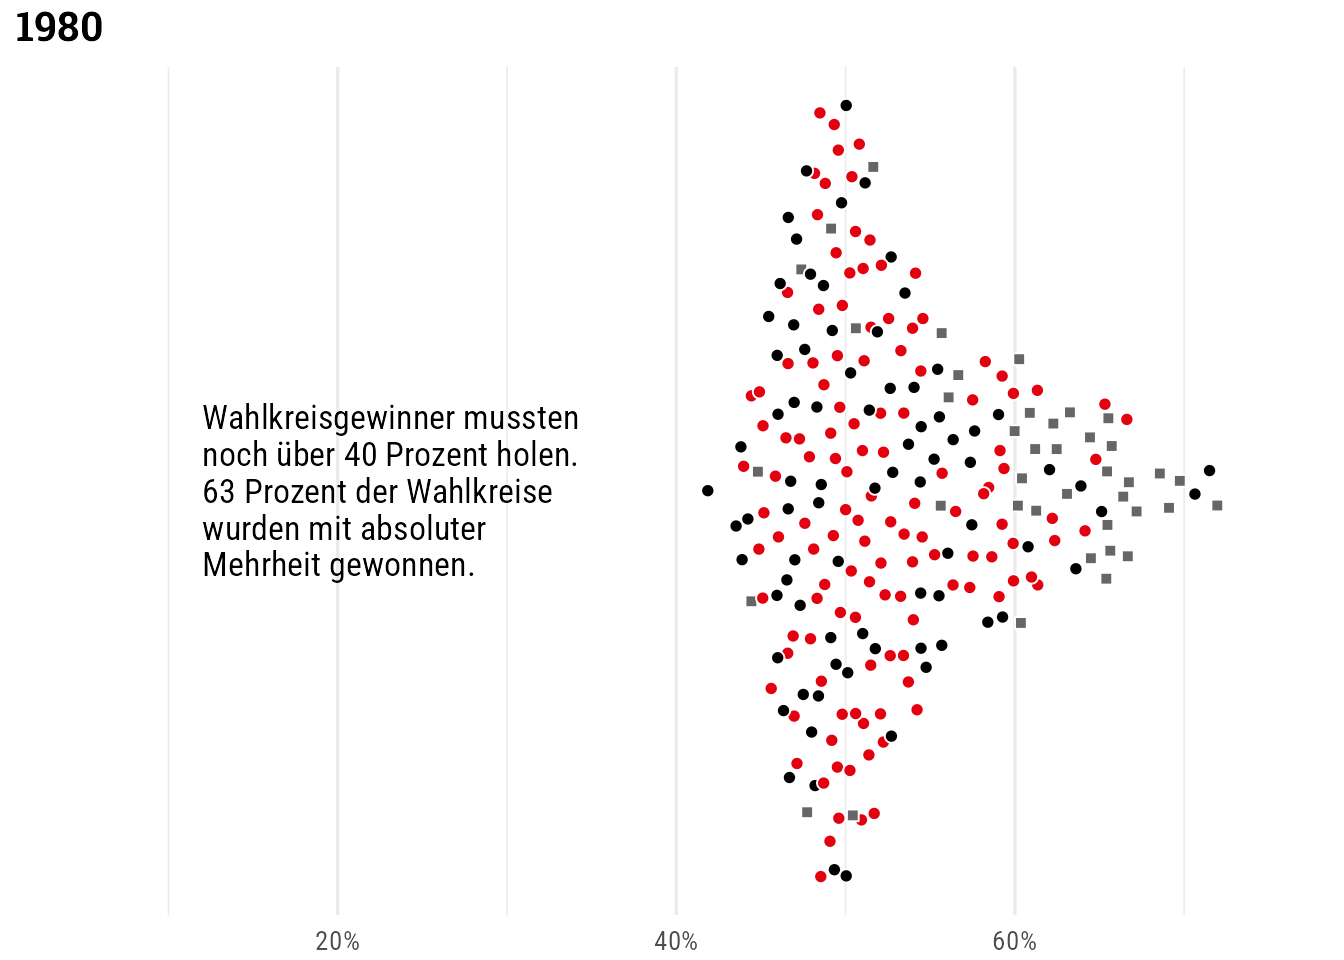 1980
Wahlkreisgewinner mussten
noch über 40 Prozent holen.
63 Prozent der Wahlkreise
wurden mit absoluter
Mehrheit gewonnen.
20%
40%
60%